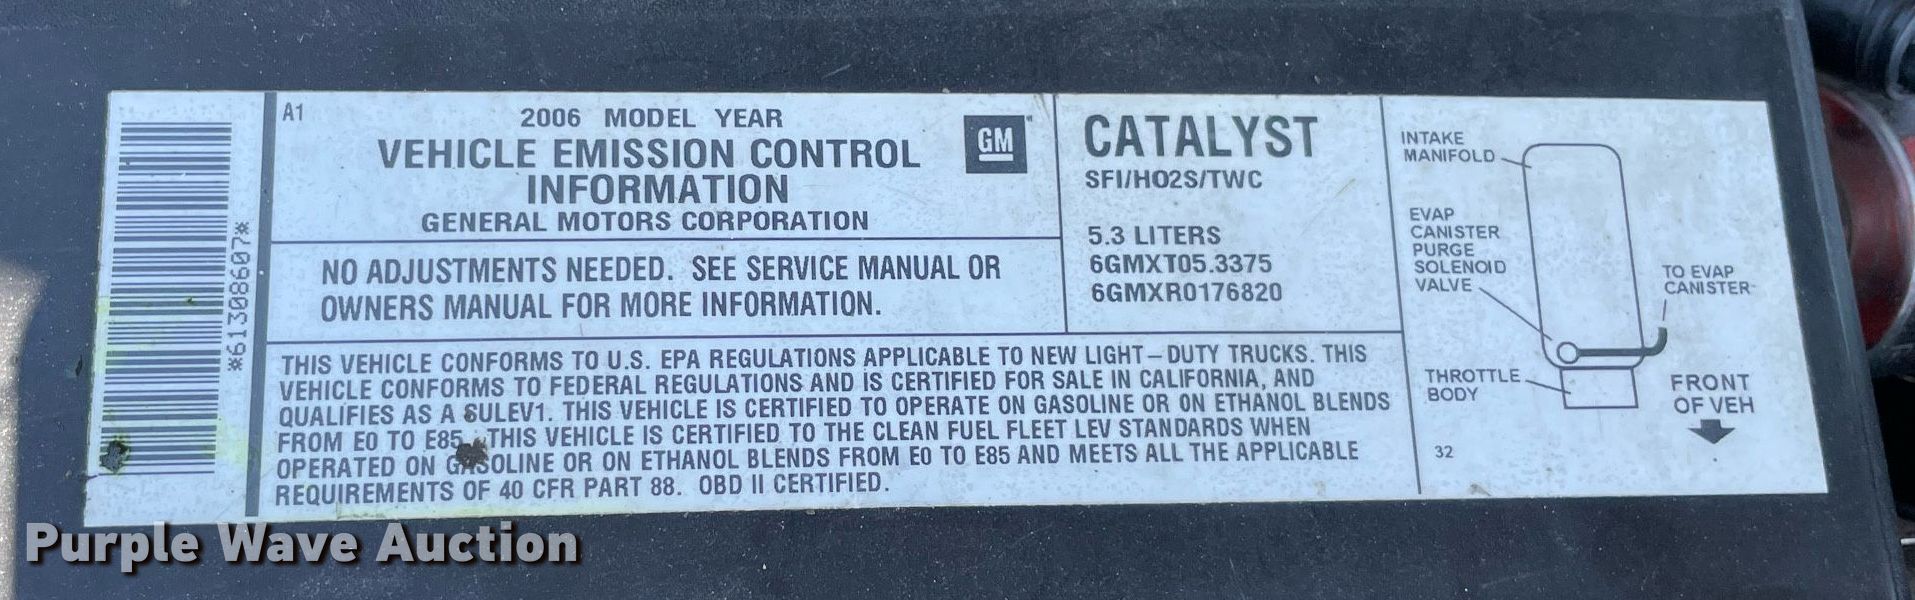 *61308607*
A1
2006 MODEL YEAR
VEHICLE EMISSION CONTROL
INFORMATION
GENERAL MOTORS CORPORATION
GM
NO ADJUSTMENTS NEEDED. SEE SERVICE MANUAL OR
OWNERS MANUAL FOR MORE INFORMATION.
CATALYST
SFI/HO2S/TWC
5.3 LITERS
6GMXT05.3375
6GMXR0176820
THIS VEHICLE CONFORMS TO U.S. EPA REGULATIONS APPLICABLE TO NEW LIGHT-DUTY TRUCKS. THIS
VEHICLE CONFORMS TO FEDERAL REGULATIONS AND IS CERTIFIED FOR SALE IN CALIFORNIA, AND
QUALIFIES AS A SULEV1. THIS VEHICLE IS CERTIFIED TO OPERATE ON GASOLINE OR ON ETHANOL BLENDS
FROM E0 TO E85. THIS VEHICLE IS CERTIFIED TO THE CLEAN FUEL FLEET LEV STANDARDS WHEN
OPERATED ON GASOLINE OR ON ETHANOL BLENDS FROM E0 TO E85 AND MEETS ALL THE APPLICABLE
REQUIREMENTS OF 40 CFR PART 88. OBD II CERTIFIED.
INTAKE
MANIFOLD
EVAP
CANISTER
PURGE
SOLENOID
VALVE
TO EVAP
CANISTER
THROTTLE
BODY
FRONT
OF VEH
32
Purple Wave Auction